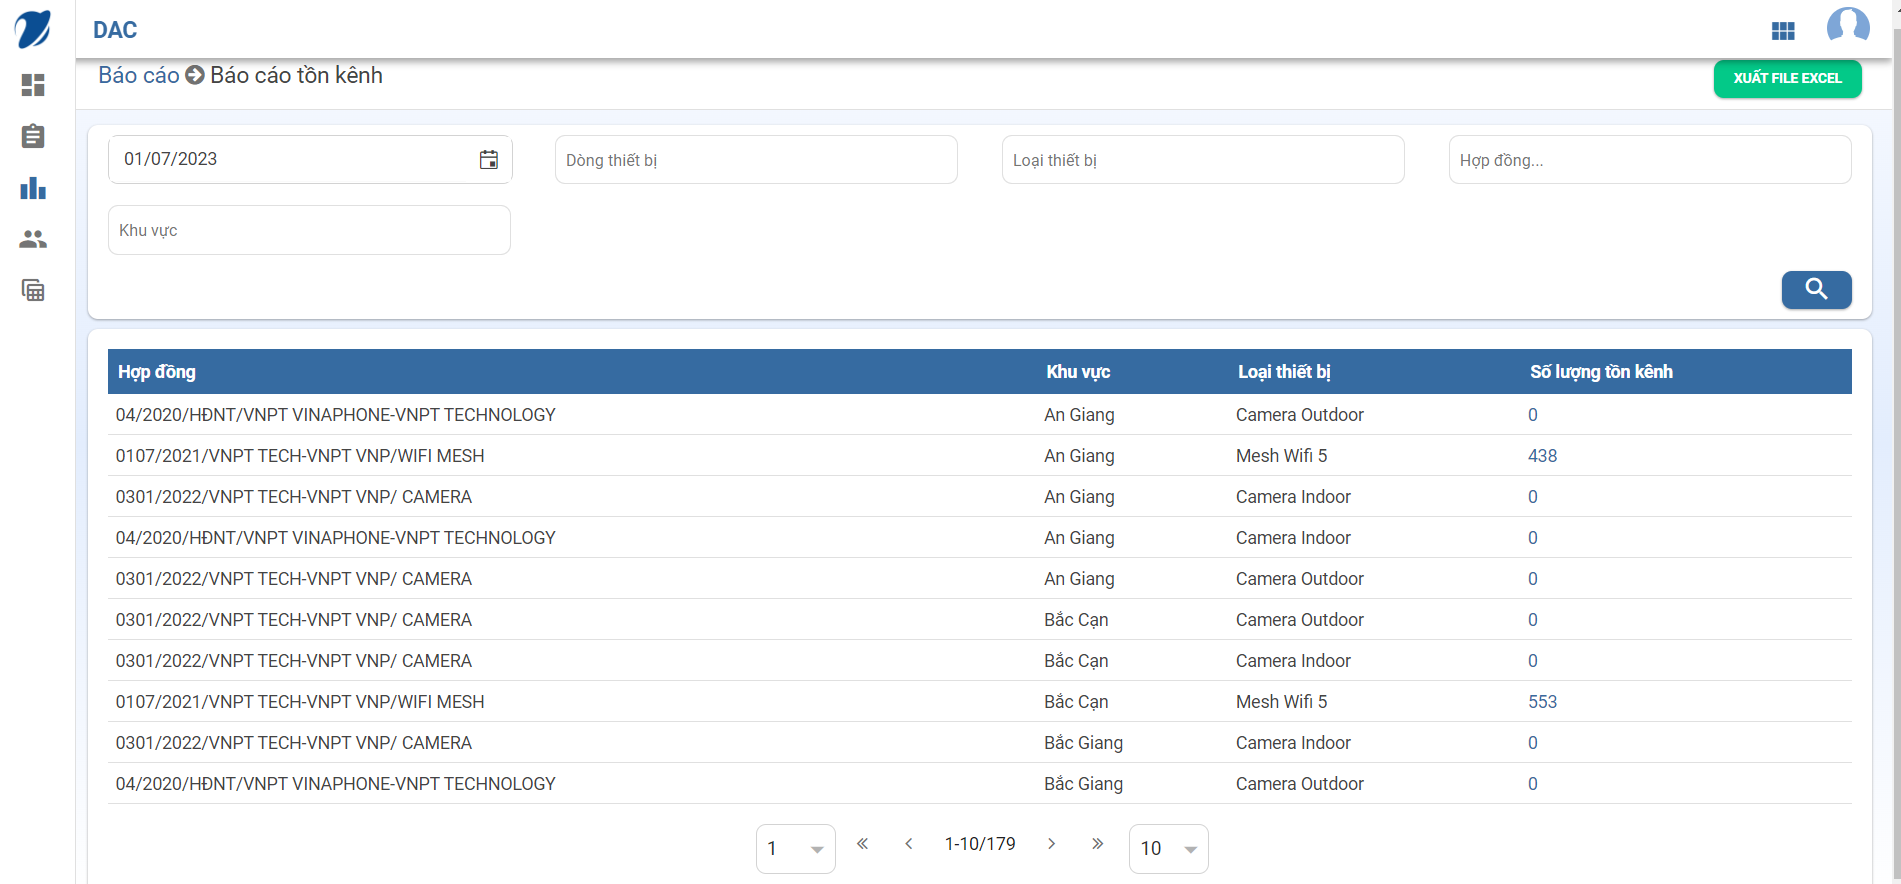 DAC
Báo cáo Báo cáo tồn kênh
XUẤT FILE EXCEL
01/07/2023
Dòng thiết bị
Loại thiết bị
Hợp đồng...
Khu vực
Hợp đồng Khu vực Loại thiết bị Số lượng tồn kênh
04/2020/HĐNT/VNPT VINAPHONE-VNPT TECHNOLOGY An Giang Camera Outdoor 0
0107/2021/VNPT TECH-VNPT VNP/WIFI MESH An Giang Mesh Wifi 5 438
0301/2022/VNPT TECH-VNPT VNP/ CAMERA An Giang Camera Indoor 0
04/2020/HĐNT/VNPT VINAPHONE-VNPT TECHNOLOGY An Giang Camera Indoor 0
0301/2022/VNPT TECH-VNPT VNP/ CAMERA An Giang Camera Outdoor 0
0301/2022/VNPT TECH-VNPT VNP/ CAMERA Bắc Cạn Camera Outdoor 0
0301/2022/VNPT TECH-VNPT VNP/ CAMERA Bắc Cạn Camera Indoor 0
0107/2021/VNPT TECH-VNPT VNP/WIFI MESH Bắc Cạn Mesh Wifi 5 553
0301/2022/VNPT TECH-VNPT VNP/ CAMERA Bắc Giang Camera Indoor 0
04/2020/HĐNT/VNPT VINAPHONE-VNPT TECHNOLOGY Bắc Giang Camera Outdoor 0
1 « ‹ 1-10/179 › » 10